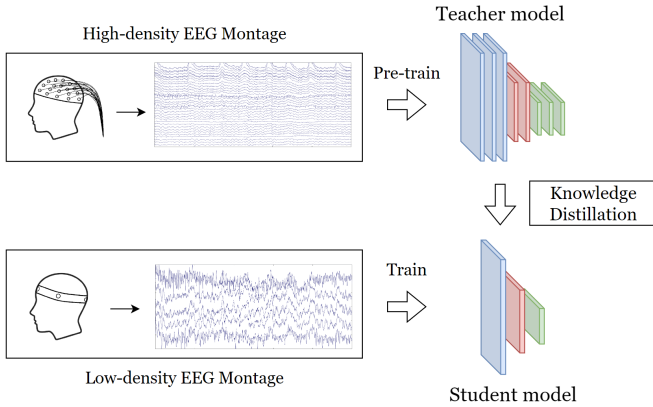 Teacher model
High-density EEG Montage
Pre-train
Knowledge
Distillation
Train
Low-density EEG Montage
Student model